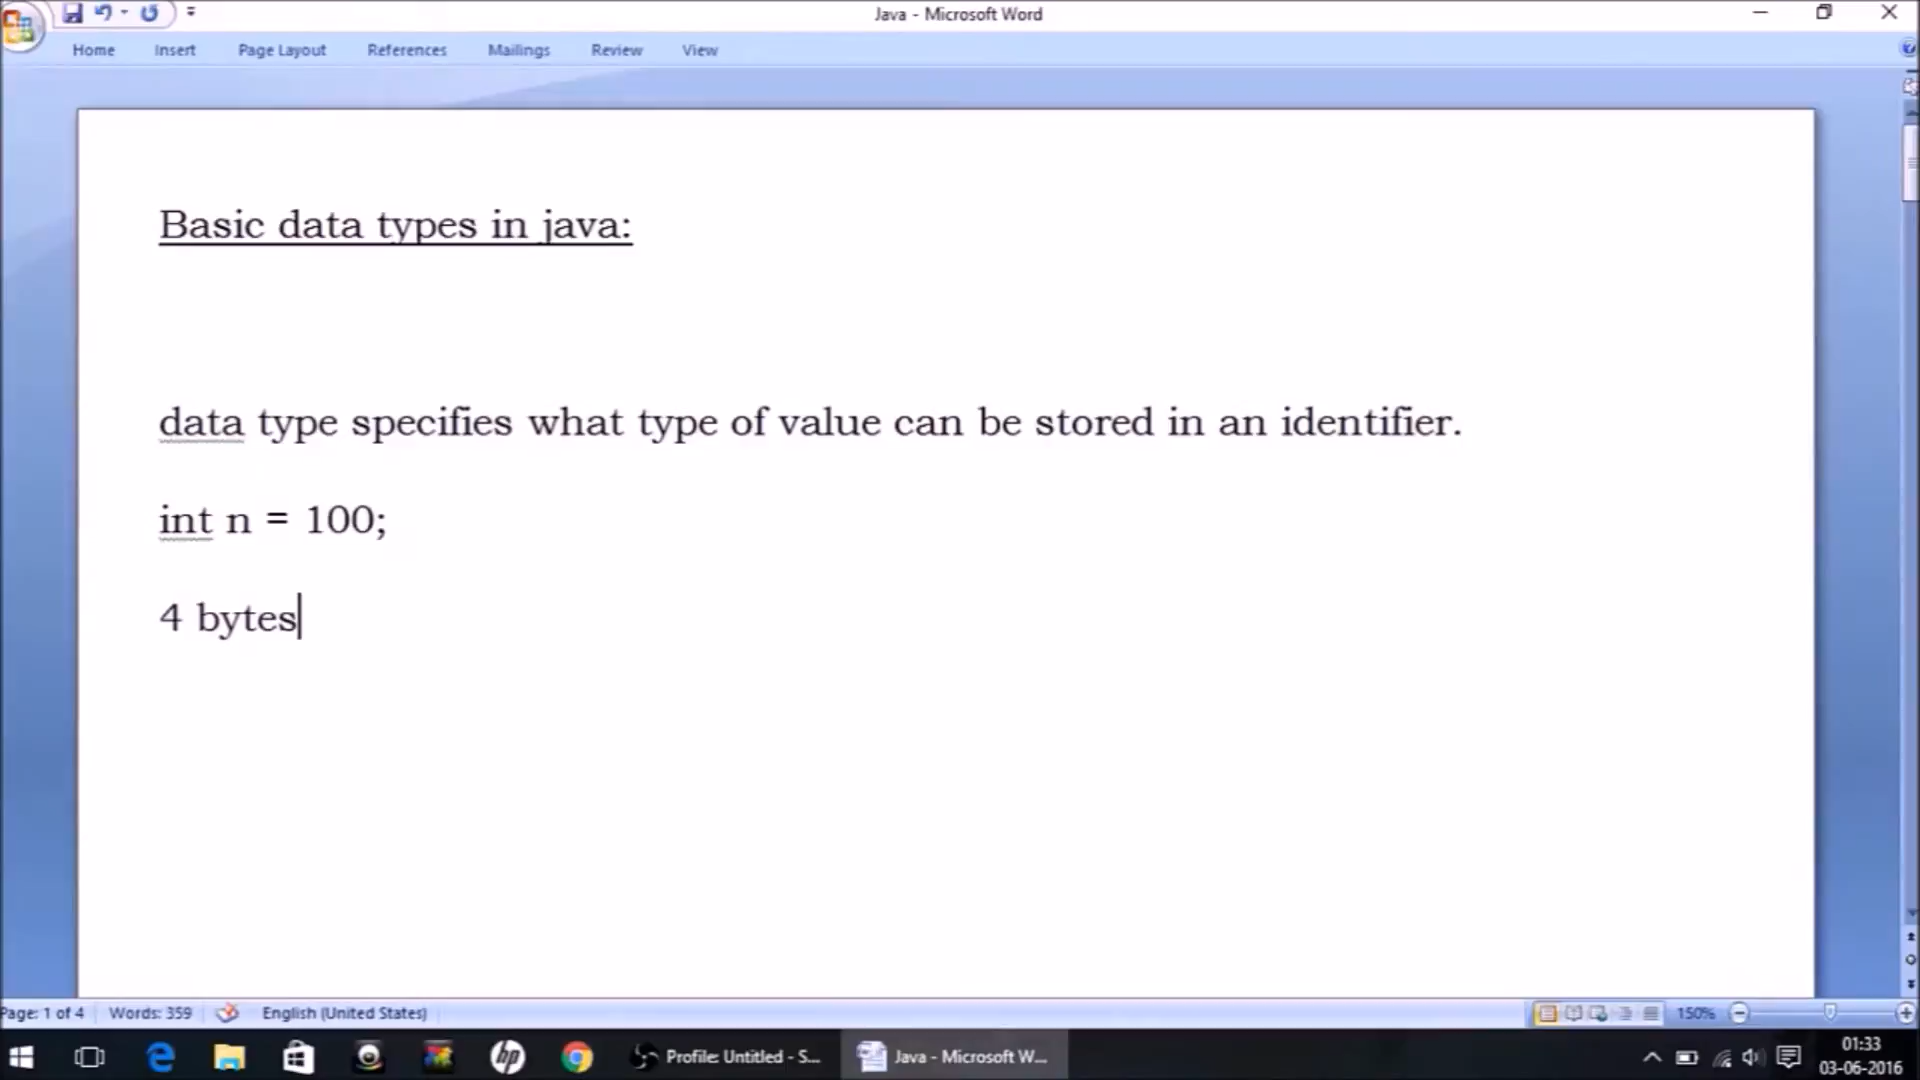 Java - Microsoft Word
Home Insert Page Layout References Mailings Review View
Basic data types in java:
data type specifies what type of value can be stored in an identifier.
int n = 100;
4 bytes
Page: 1 of 4 Words: 359 English (United States) 150%
hp Profile: Untitled - S... Java - Microsoft W... 01:33
03-06-2016